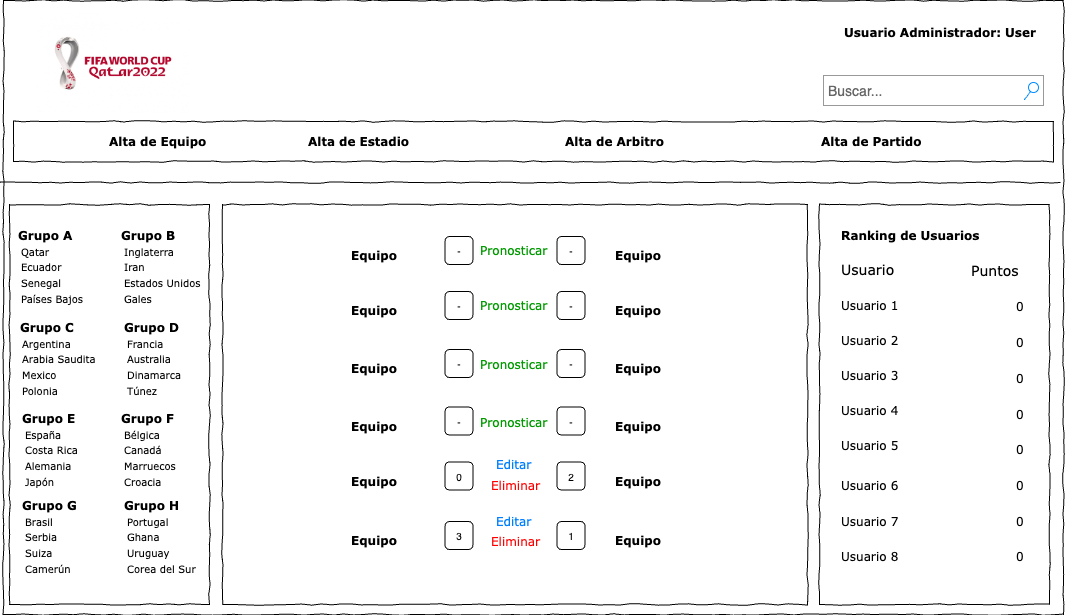 Usuario Administrador: User
FIFA WORLD CUP
Qatar2022
Buscar...
Alta de Equipo Alta de Estadio Alta de Arbitro Alta de Partido
Grupo A Grupo B
Qatar Inglaterra
Ecuador Iran
Senegal Estados Unidos
Países Bajos Gales
Grupo C Grupo D
Argentina Francia
Arabia Saudita Australia
Mexico Dinamarca
Polonia Túnez
Grupo E Grupo F
España Bélgica
Costa Rica Canadá
Alemania Marruecos
Japón Croacia
Grupo G Grupo H
Brasil Portugal
Serbia Ghana
Suiza Uruguay
Camerún Corea del Sur
Equipo - Pronosticar - Equipo
Equipo - Pronosticar - Equipo
Equipo - Pronosticar - Equipo
Equipo - Pronosticar - Equipo
Editar
Equipo 0 2 Equipo
Eliminar
Editar
Equipo 3 1 Equipo
Eliminar
Ranking de Usuarios
Usuario Puntos
Usuario 1 0
Usuario 2 0
Usuario 3 0
Usuario 4 0
Usuario 5 0
Usuario 6 0
Usuario 7 0
Usuario 8 0